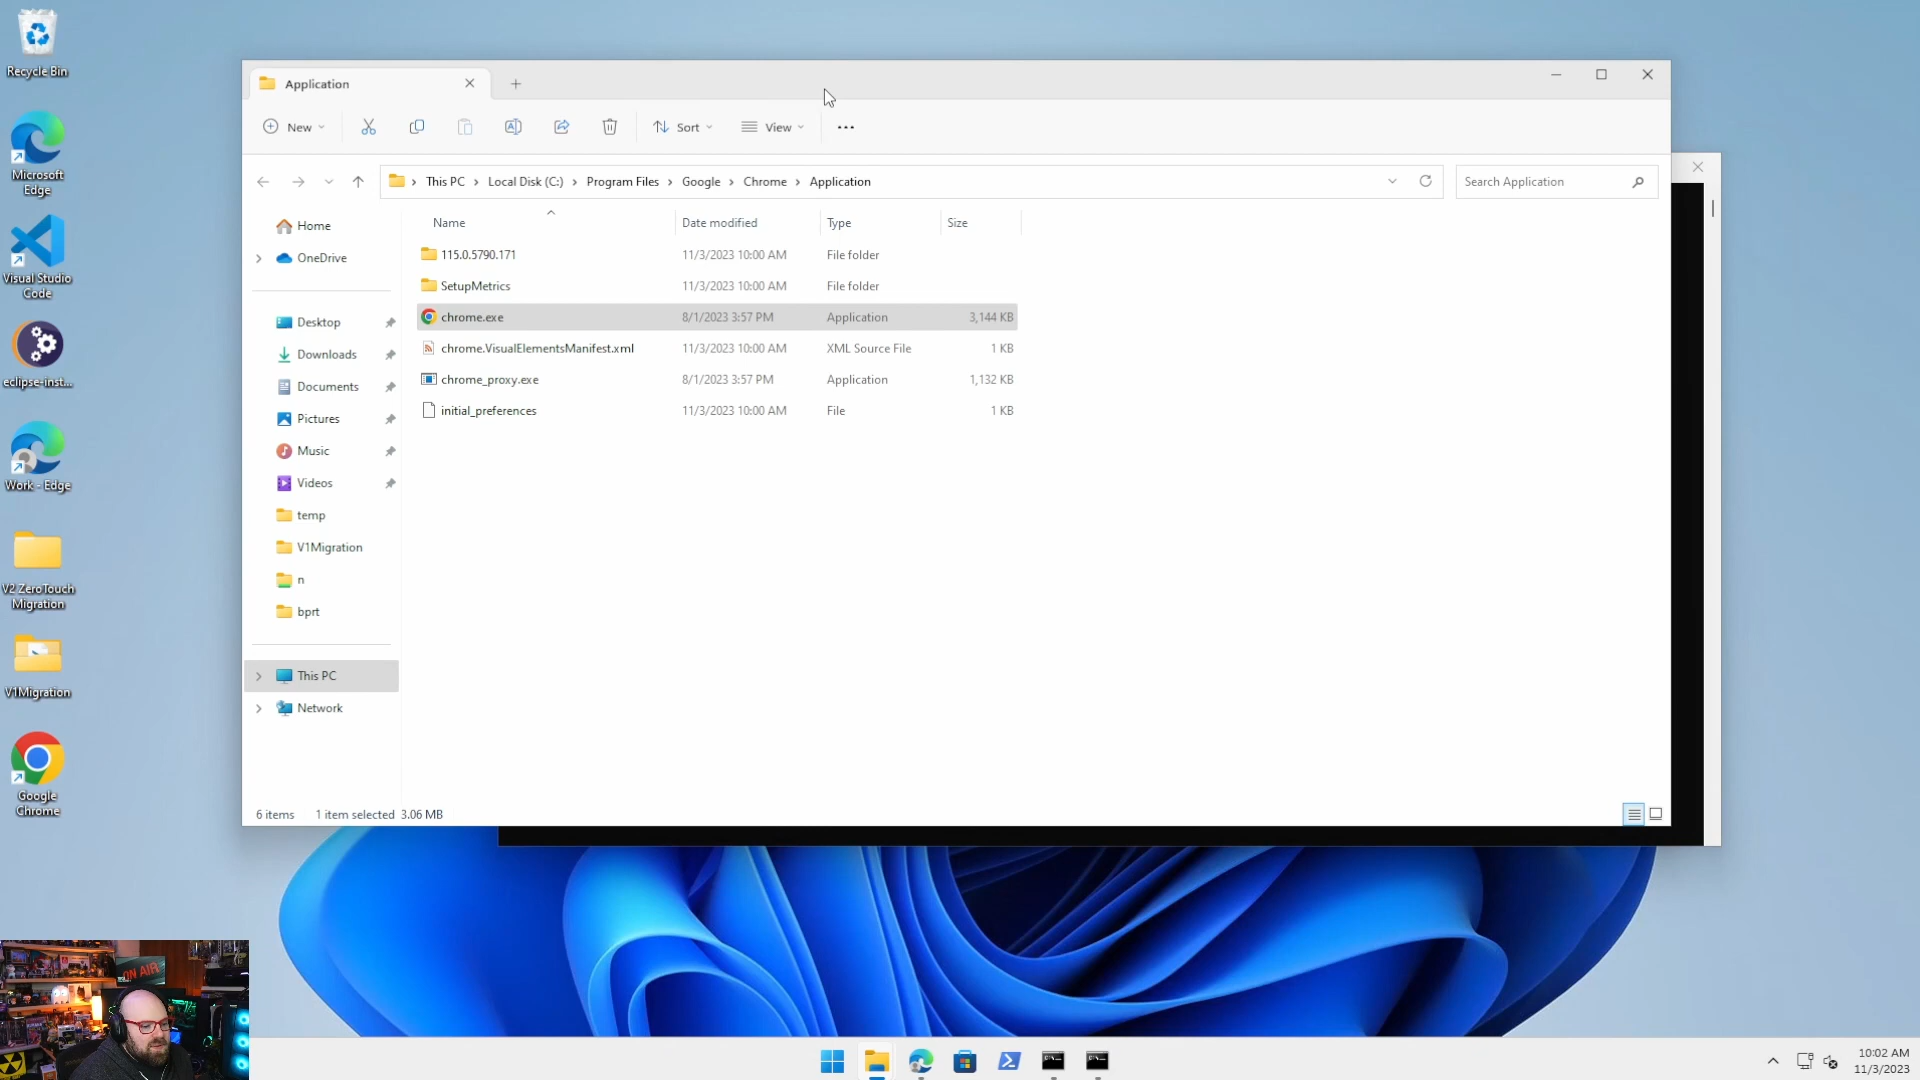 Recycle Bin
Microsoft
Edge
Visual Studio
Code
eclipse-inst...
Work - Edge
V2 ZeroTouch
Migration
V1Migration
Google
Chrome
Application
New
Sort
View
This PC
Local Disk (C:)
Program Files
Google
Chrome
Application
Search Application
Home
OneDrive
Desktop
Downloads
Documents
Pictures
Music
Videos
temp
V1Migration
n
bprt
This PC
Network
Name Date modified Type Size
115.0.5790.171 11/3/2023 10:00 AM File folder
SetupMetrics 11/3/2023 10:00 AM File folder
chrome.exe 8/1/2023 3:57 PM Application 3,144 KB
chrome.VisualElementsManifest.xml 11/3/2023 10:00 AM XML Source File 1 KB
chrome_proxy.exe 8/1/2023 3:57 PM Application 1,132 KB
initial_preferences 11/3/2023 10:00 AM File 1 KB
6 items 1 item selected 3.06 MB
ON AIR
10:02 AM
11/3/2023